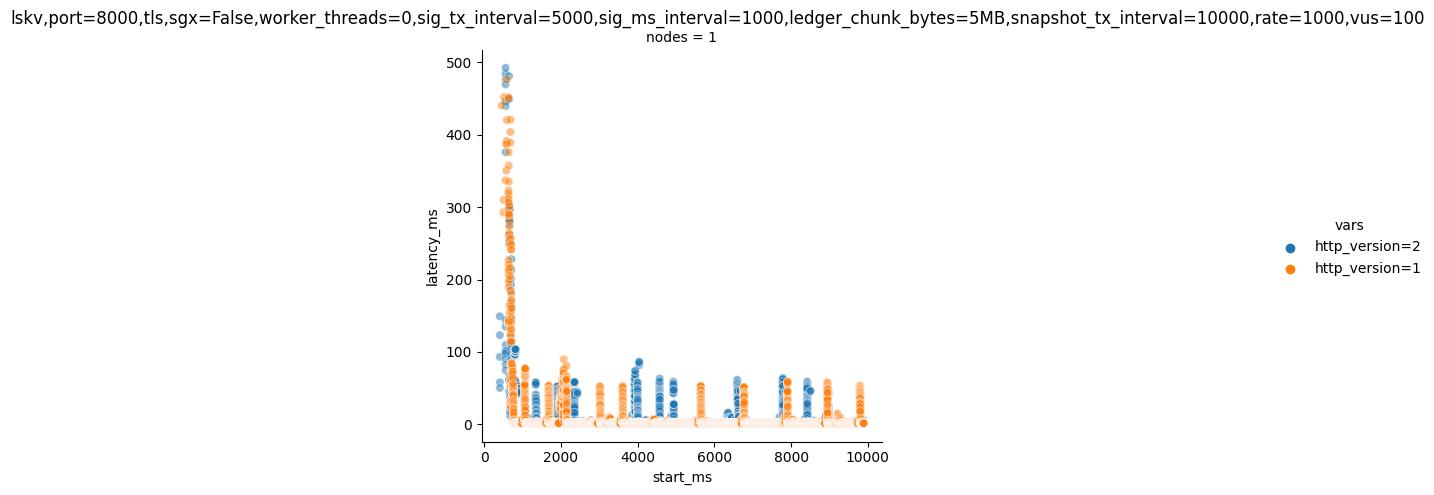 lskv,port=8000,tls,sgx=False,worker_threads=0,sig_tx_interval=5000,sig_ms_interval=1000,ledger_chunk_bytes=5MB,snapshot_tx_interval=10000,rate=1000,vus=100
nodes = 1
500
400
300
200
100
0
latency_ms
0 2000 4000 6000 8000 10000
start_ms
vars
http_version=2
http_version=1